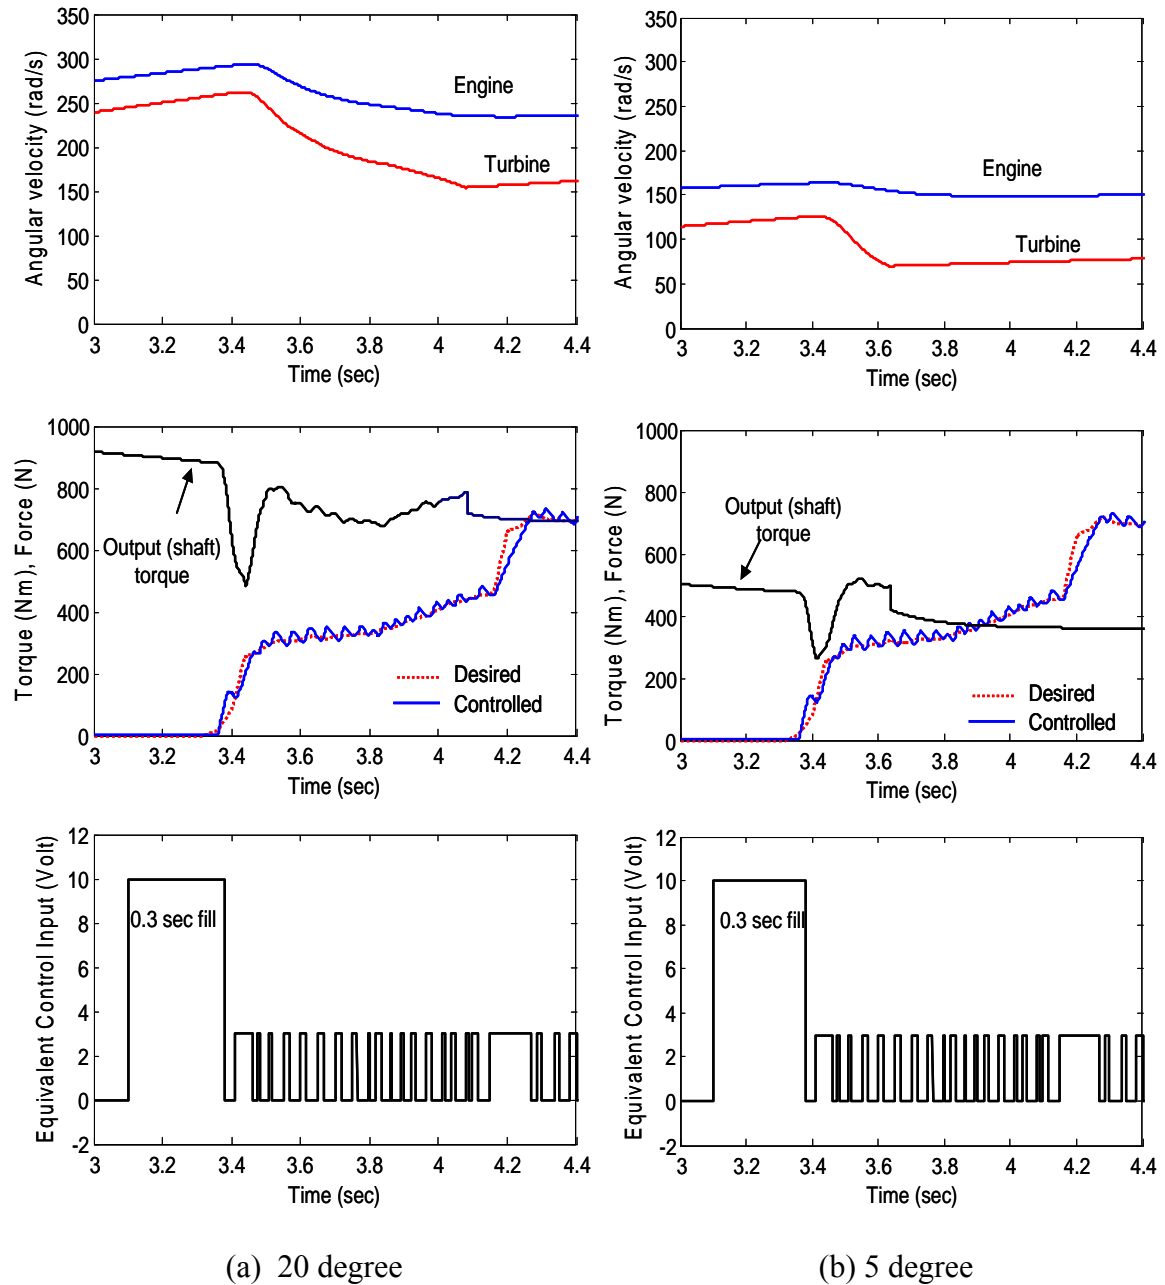 350
300
250
200
150
100
50
0
Angular velocity (rad/s)
Engine
Turbine
3 3.2 3.4 3.6 3.8 4 4.2 4.4
Time (sec)
350
300
250
200
150
100
50
0
Angular velocity (rad/s)
Engine
Turbine
3 3.2 3.4 3.6 3.8 4 4.2 4.4
Time (sec)
1000
800
600
400
200
0
Torque (Nm), Force (N)
Output (shaft)
torque
Desired
Controlled
3 3.2 3.4 3.6 3.8 4 4.2 4.4
Time (sec)
1000
800
600
400
200
0
Torque (Nm), Force (N)
Output (shaft)
torque
Desired
Controlled
3 3.2 3.4 3.6 3.8 4 4.2 4.4
Time (sec)
12
10
8
6
4
2
0
-2
Equivalent Control Input (Volt)
0.3 sec fill
3 3.2 3.4 3.6 3.8 4 4.2 4.4
Time (sec)
12
10
8
6
4
2
0
-2
Equivalent Control Input (Volt)
0.3 sec fill
3 3.2 3.4 3.6 3.8 4 4.2 4.4
Time (sec)
(a) 20 degree
(b) 5 degree